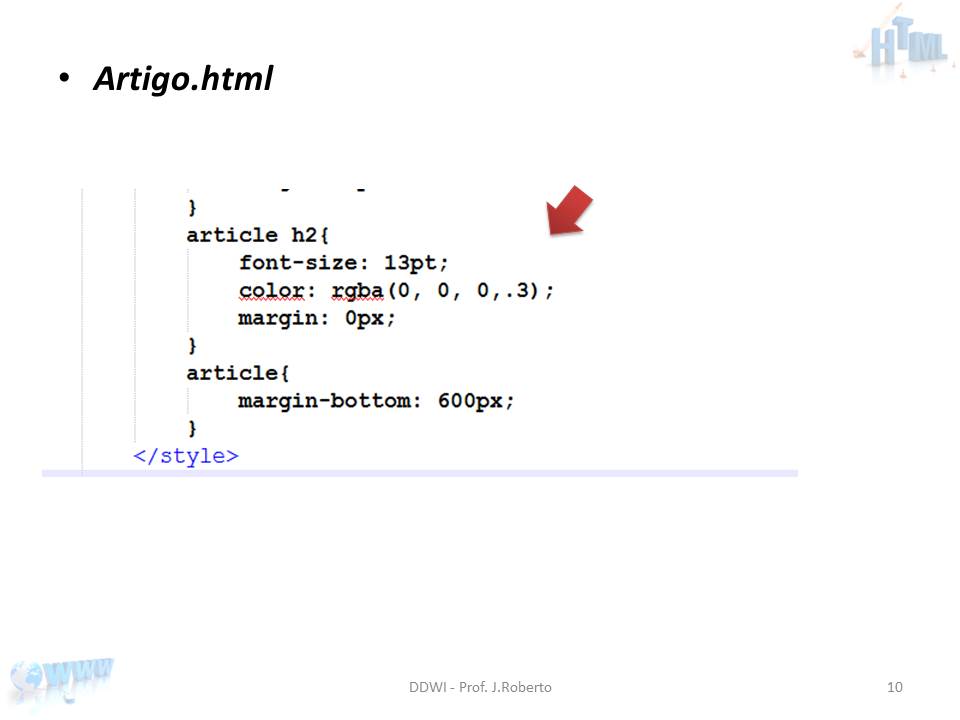 HTML
• Artigo.html
}
article h2{
font-size: 13pt;
color: rgba(0, 0, 0,.3);
margin: 0px;
}
article{
margin-bottom: 600px;
}
</style>
www
DDWI - Prof. J.Roberto
10